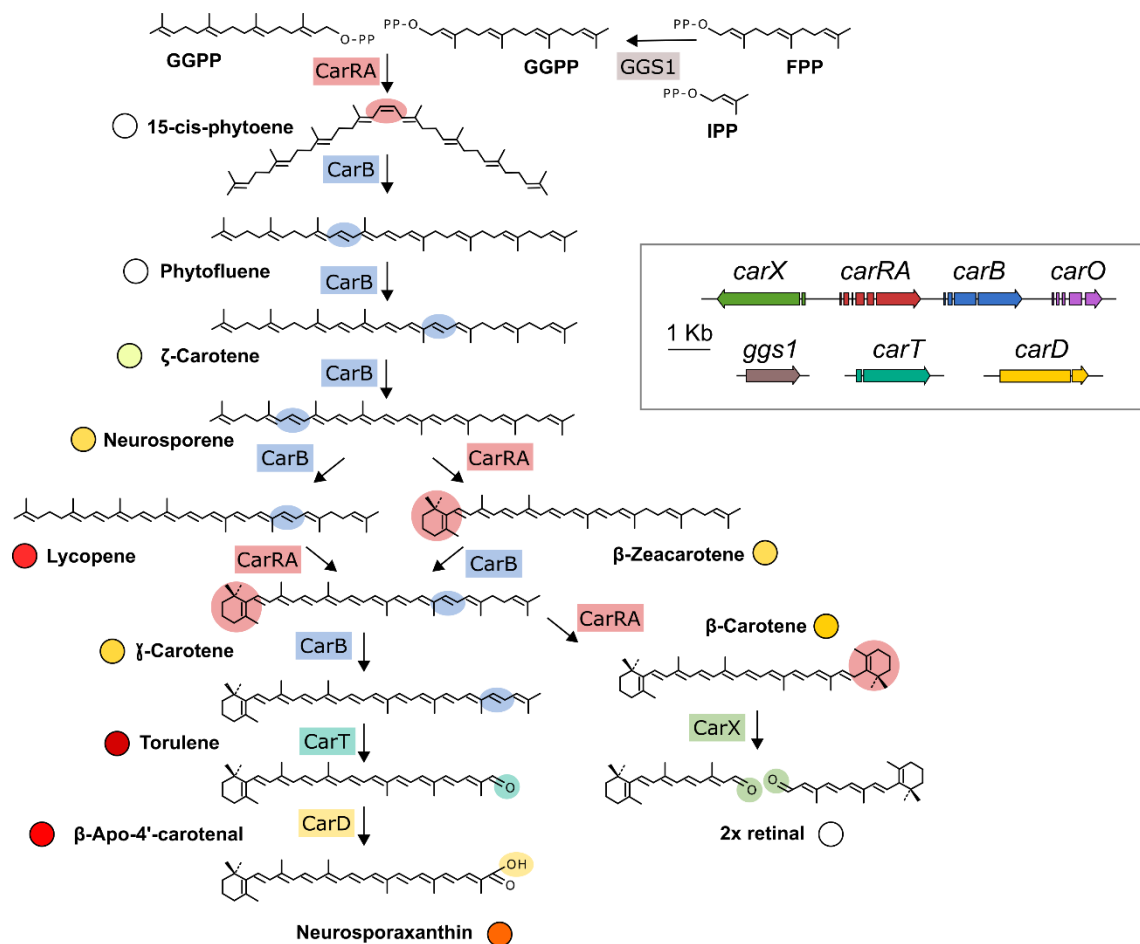 GGPP
O-PP
PP-O
GGPP
GGS1
PP-O
FPP
PP-O
IPP
CarRA
15-cis-phytoene
CarB
Phytofluene
CarB
ζ-Carotene
CarB
Neurosporene
CarB
CarRA
Lycopene
CarRA
β-Zeacarotene
CarB
ɣ-Carotene
CarB
CarRA
β-Carotene
Torulene
CarT
O
CarX
O
O
2x retinal
β-Apo-4'-carotenal
CarD
OH
O
Neurosporaxanthin
carX
carRA
carB
carO
1 Kb
ggs1
carT
carD